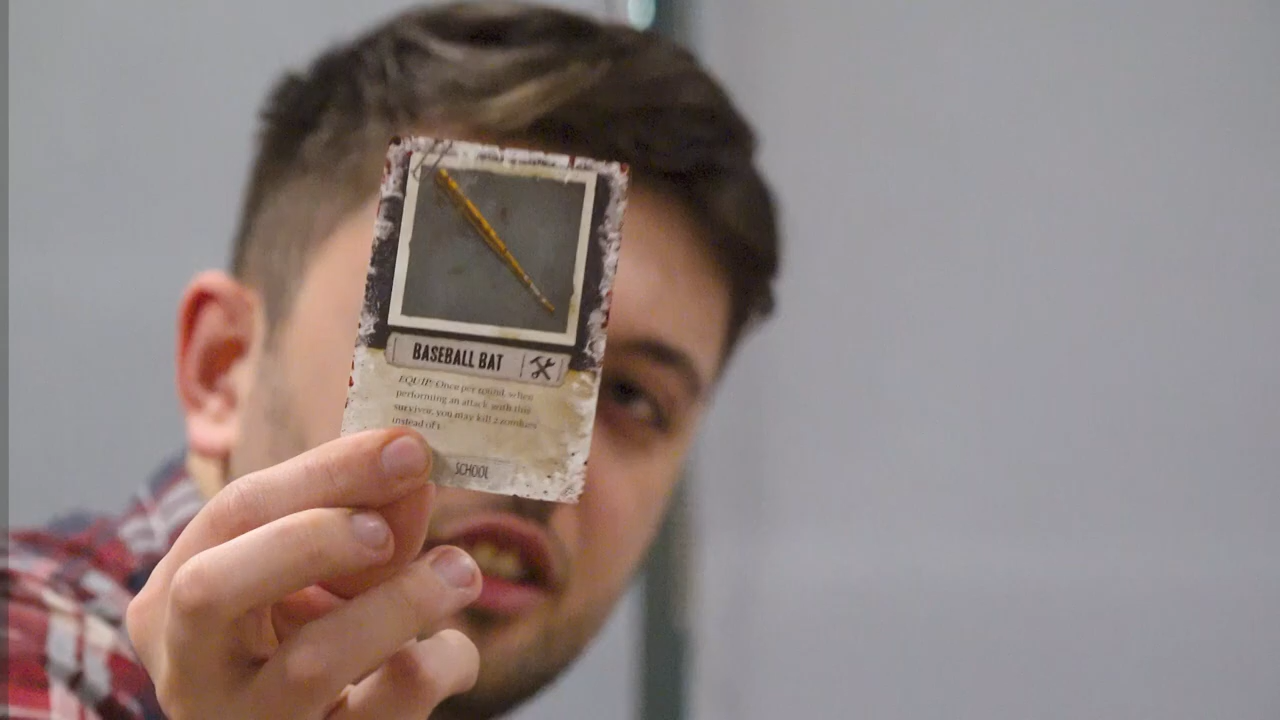 BASEBALL BAT
EQUIP: Once per round, when
performing an attack with this
survivor, you may kill 2 zombies
instead of 1.
SCHOOL